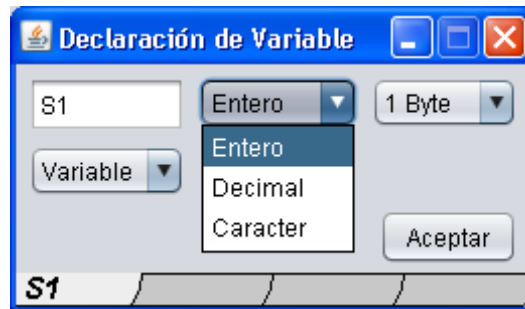 Declaración de Variable
S1 Entero 1 Byte
Entero
Variable
Decimal
Caracter
Aceptar
S1